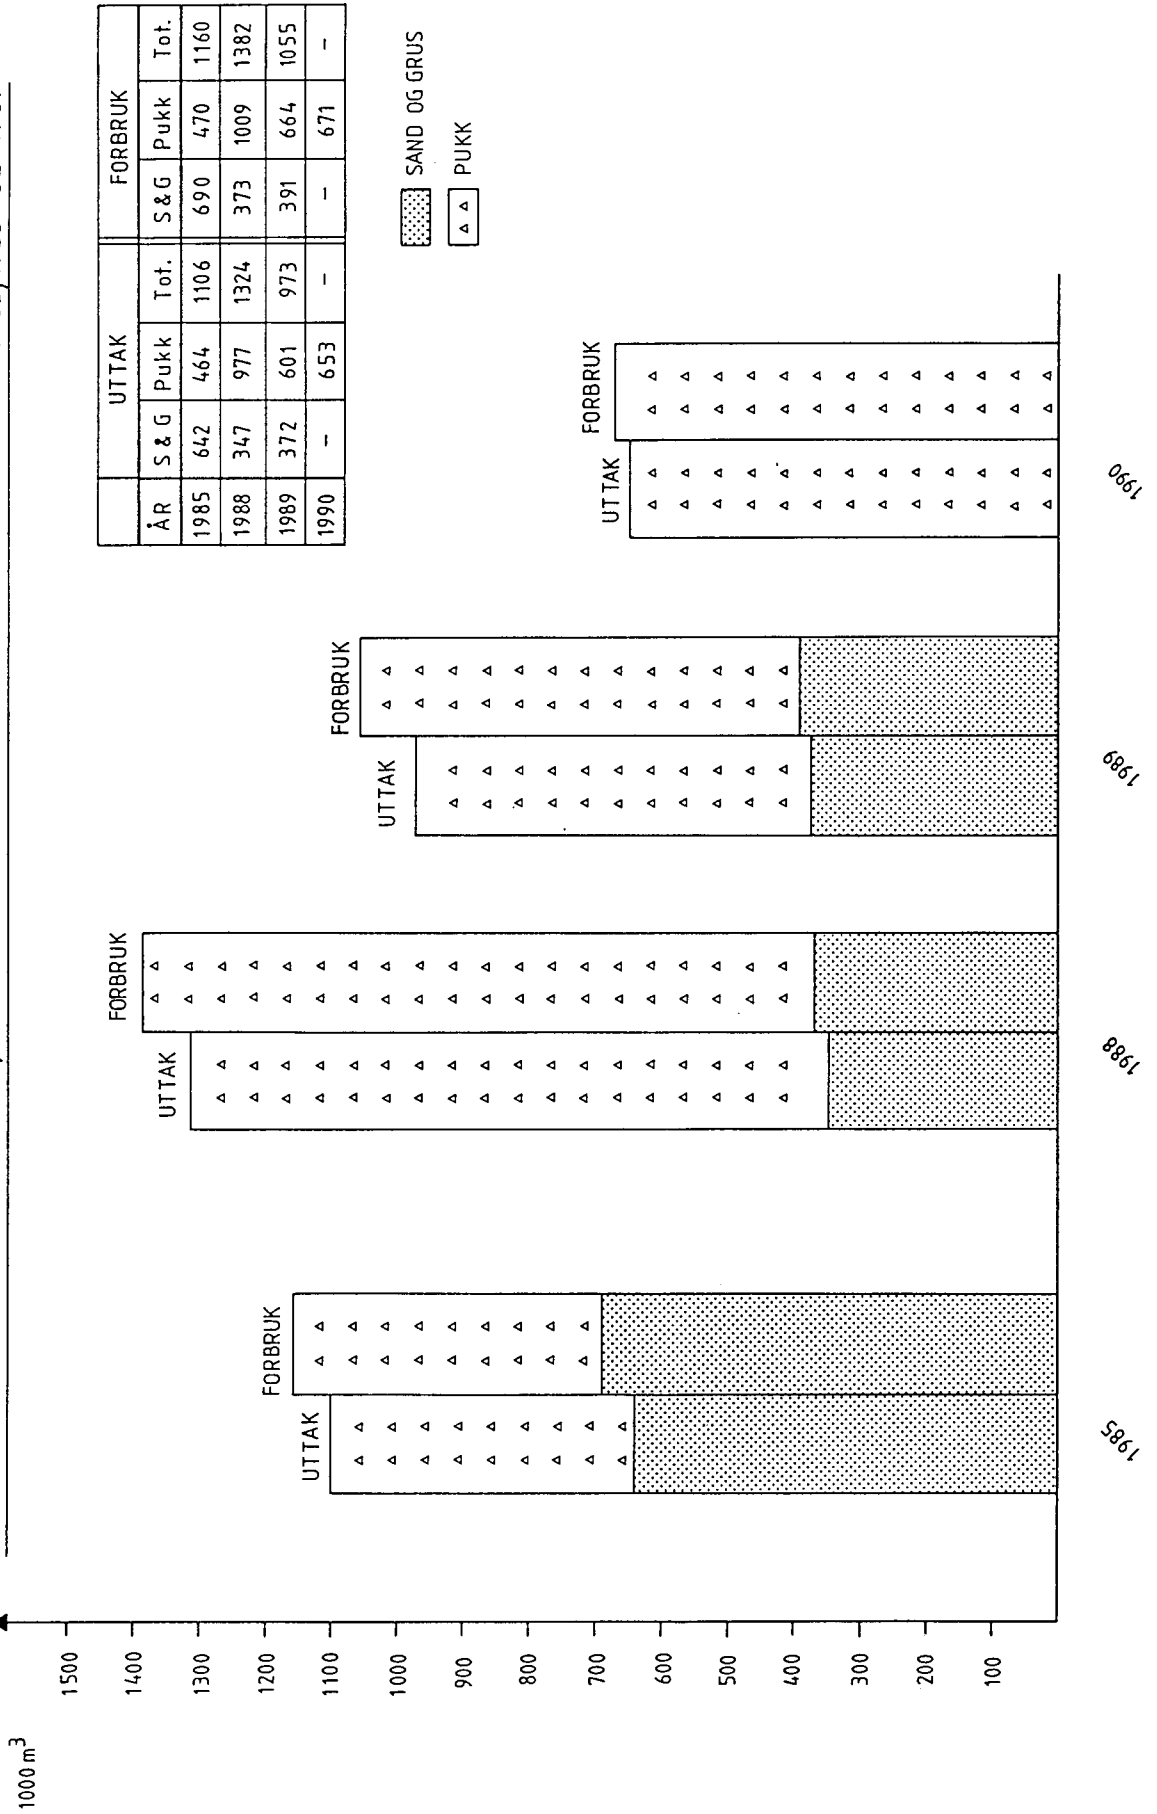 1000 m³
1500
1400
1300
1200
1100
1000
900
800
700
600
500
400
300
200
100
UTTAK
FORBRUK
UTTAK
FORBRUK
UTTAK
FORBRUK
UTTAK
FORBRUK
1985
1988
1989
1990
UTTAK FORBRUK
ÅR S & G Pukk Tot. S & G Pukk Tot.
1985 642 464 1106 690 470 1160
1988 347 977 1324 373 1009 1382
1989 372 601 973 391 664 1055
1990 – 653 – – 671 –
SAND OG GRUS
PUKK